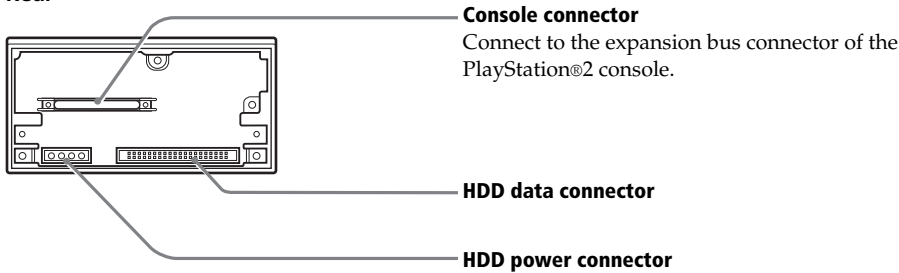 Rear
Console connector
Connect to the expansion bus connector of the
PlayStation®2 console.
HDD data connector
HDD power connector